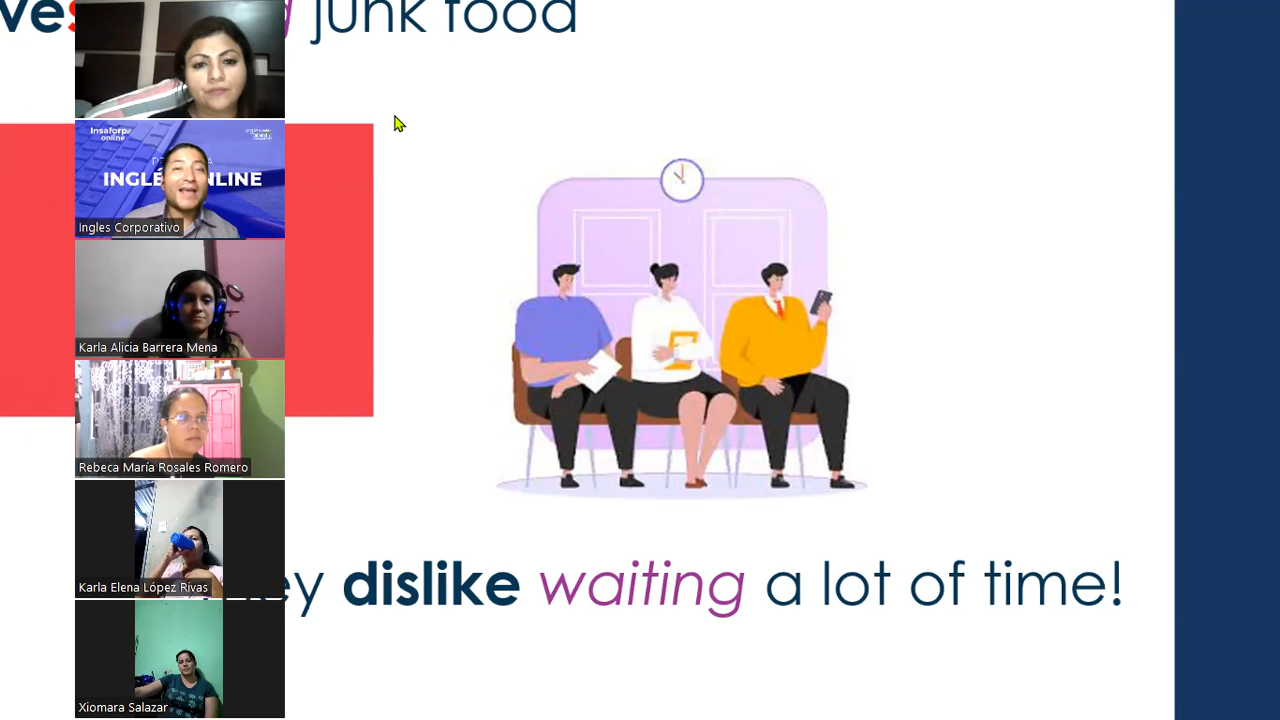 junk food
Insaforp
online
INGLÉ NLINE
Ingles Corporativo
Karla Alicia Barrera Mena
Rebeca María Rosales Romero
Karla Elena López Rivas
dislike waiting a lot of time!
Xiomara Salazar